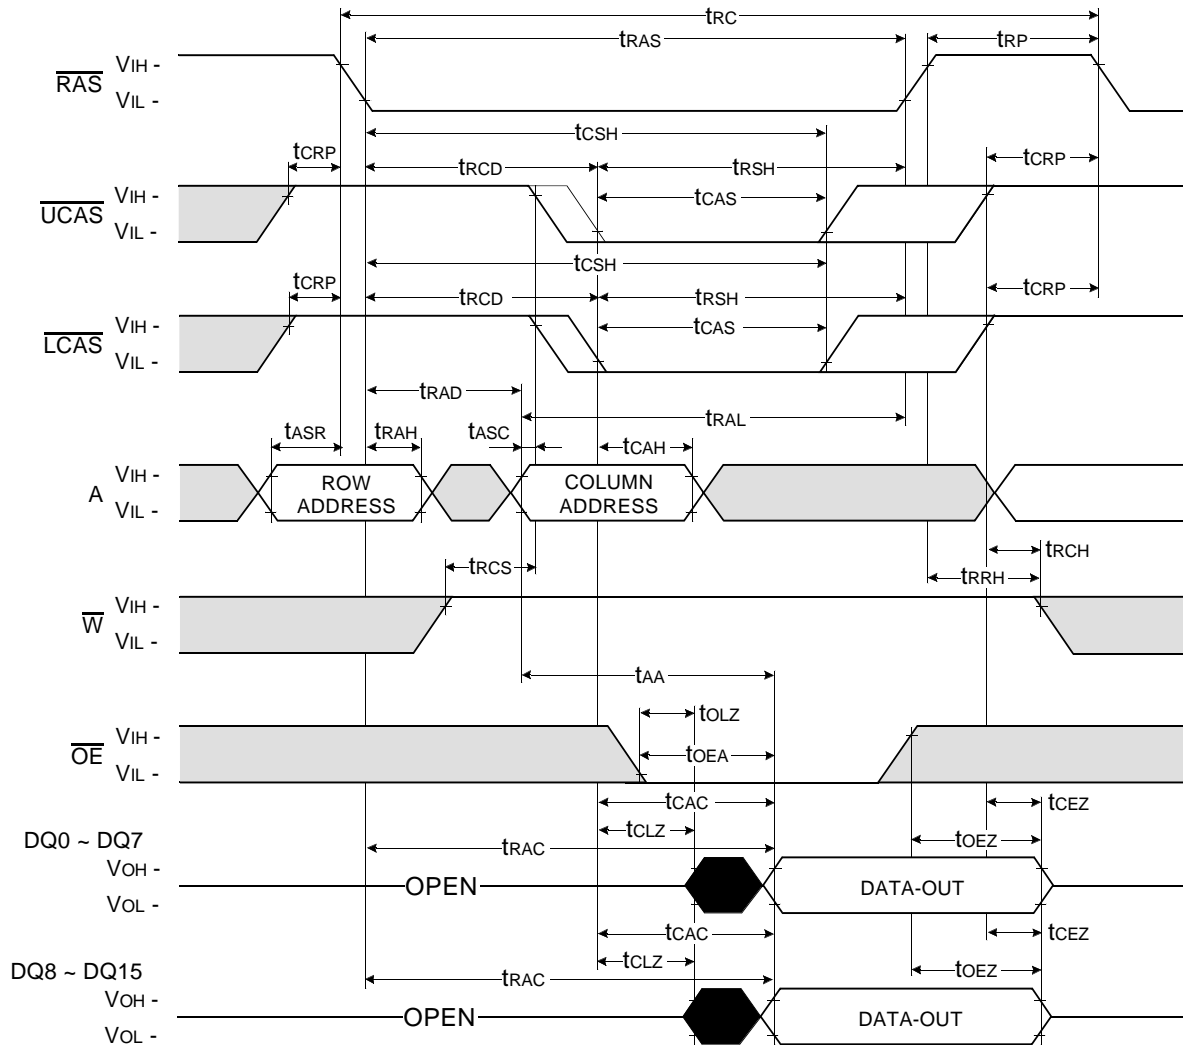 tRC
tRAS
tRP
RAS
VIH -
VIL -
tCSH
tCRP
tRCD
tRSH
tCRP
UCAS
VIH -
VIL -
tCAS
tCSH
tCRP
tRCD
tRSH
tCRP
LCAS
VIH -
VIL -
tCAS
tRAD
tRAL
tASR
tRAH
tASC
tCAH
A
VIH -
VIL -
ROW
ADDRESS
COLUMN
ADDRESS
tRCS
tRCH
tRRH
W
VIH -
VIL -
tAA
tOLZ
OE
VIH -
VIL -
tOEA
tCAC
tCEZ
DQ0 ~ DQ7
tCLZ
tOEZ
tRAC
VOH -
VOL -
OPEN
DATA-OUT
tCAC
tCEZ
DQ8 ~ DQ15
tCLZ
tOEZ
tRAC
VOH -
VOL -
OPEN
DATA-OUT